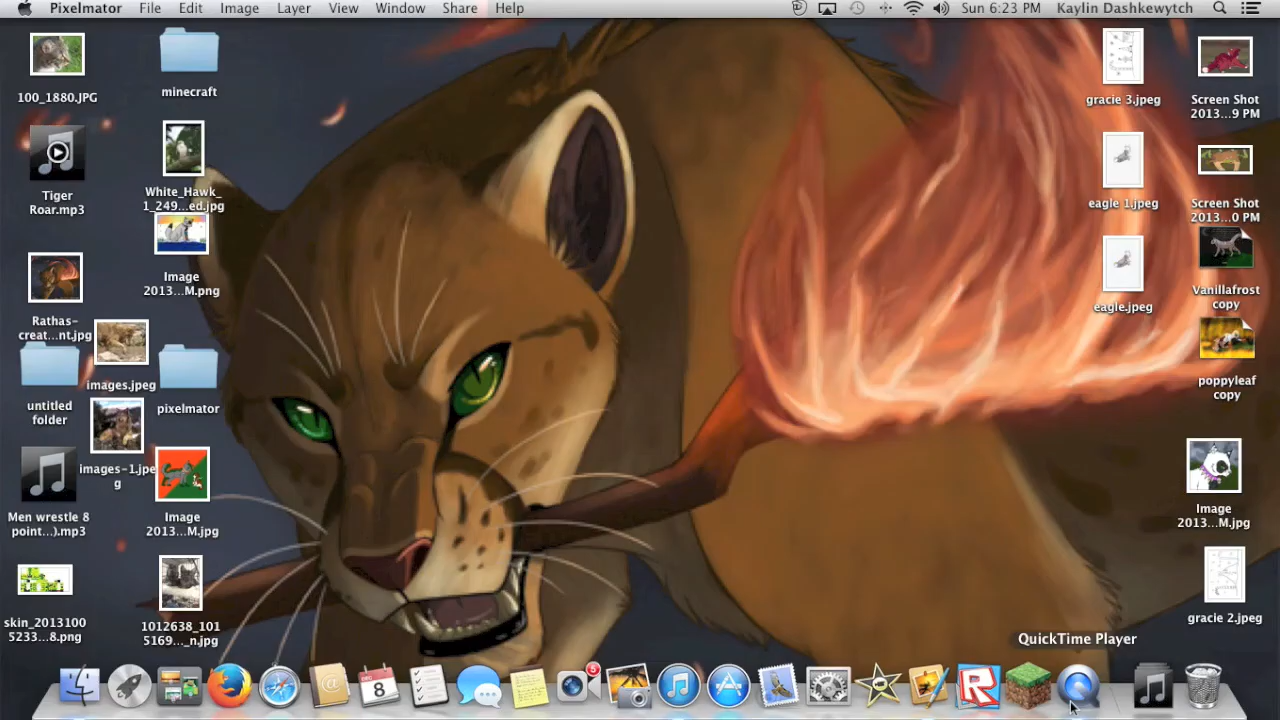 Pixelmator File Edit Image Layer View Window Share Help Sun 6:23 PM Kaylin Dashkewytch
100_1880.JPG
minecraft
gracie 3.jpeg
Screen Shot
2013...9 PM
Tiger
Roar.mp3
White_Hawk_
1_249...ed.jpg
eagle 1.jpeg
Screen Shot
2013...0 PM
Image
2013...M.png
eagle.jpeg
Vanillafrost
copy
Rathas-
creat...nt.jpg
images.jpeg
poppyleaf
copy
untitled
folder
pixelmator
images-1.jpe
g
Men wrestle 8
point...).mp3
Image
2013...M.jpg
Image
2013...M.jpg
skin_2013100
5233...8.png
1012638_101
5169..._n.jpg
gracie 2.jpeg
QuickTime Player
DEC
8
5